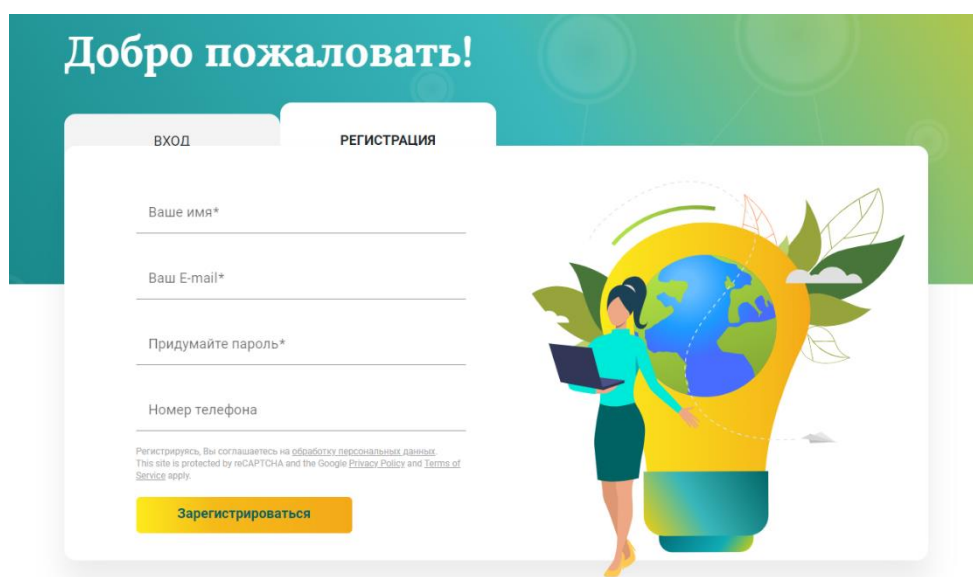 Добро пожаловать!
ВХОД
РЕГИСТРАЦИЯ
Ваше имя*
Ваш E-mail*
Придумайте пароль*
Номер телефона
Регистрируясь, Вы соглашаетесь на обработку персональных данных.
This site is protected by reCAPTCHA and the Google Privacy Policy and Terms of
Service apply.
Зарегистрироваться